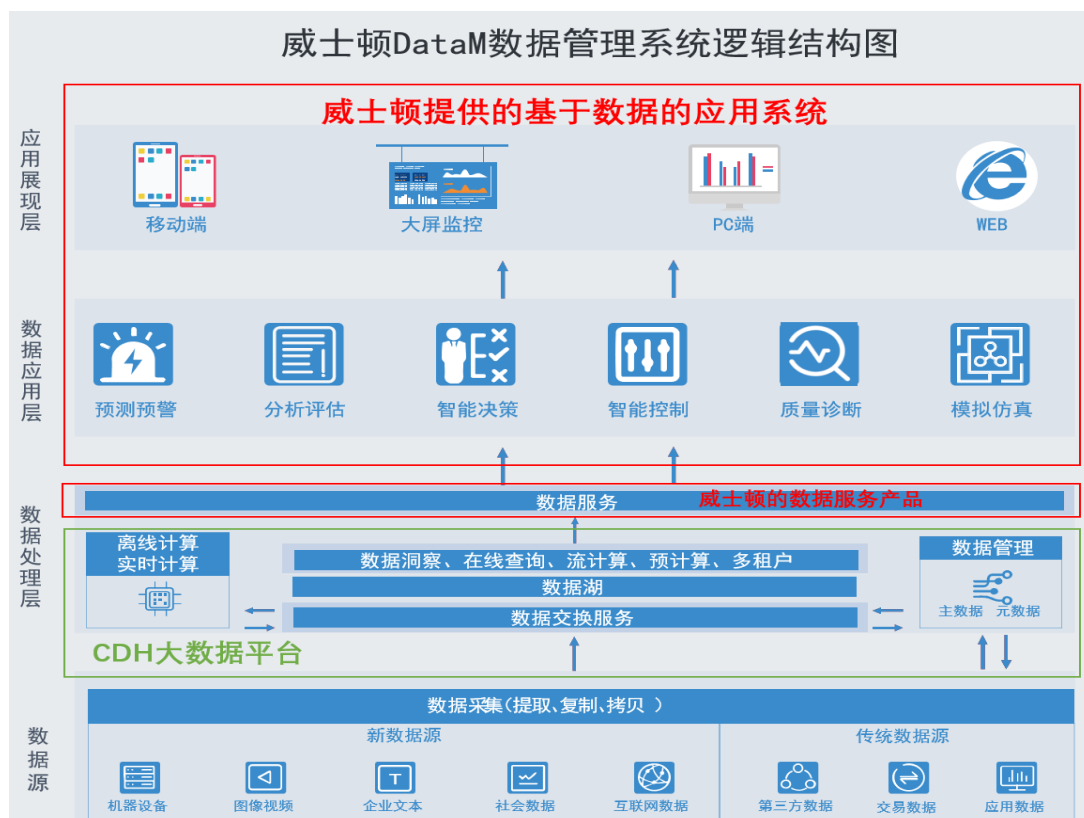 威士顿DataM数据管理系统逻辑结构图
威士顿提供的基于数据的应用系统
应用展现层
移动端
大屏监控
PC端
WEB
数据应用层
预测预警
分析评估
智能决策
智能控制
质量诊断
模拟仿真
数据处理层
数据服务
威士顿的数据服务产品
离线计算
实时计算
数据洞察、在线查询、流计算、预计算、多租户
数据湖
数据交换服务
数据管理
主数据 元数据
CDH大数据平台
数据源
数据采集(提取、复制、拷贝 )
新数据源
传统数据源
机器设备
图像视频
T
企业文本
社会数据
互联网数据
第三方数据
交易数据
应用数据